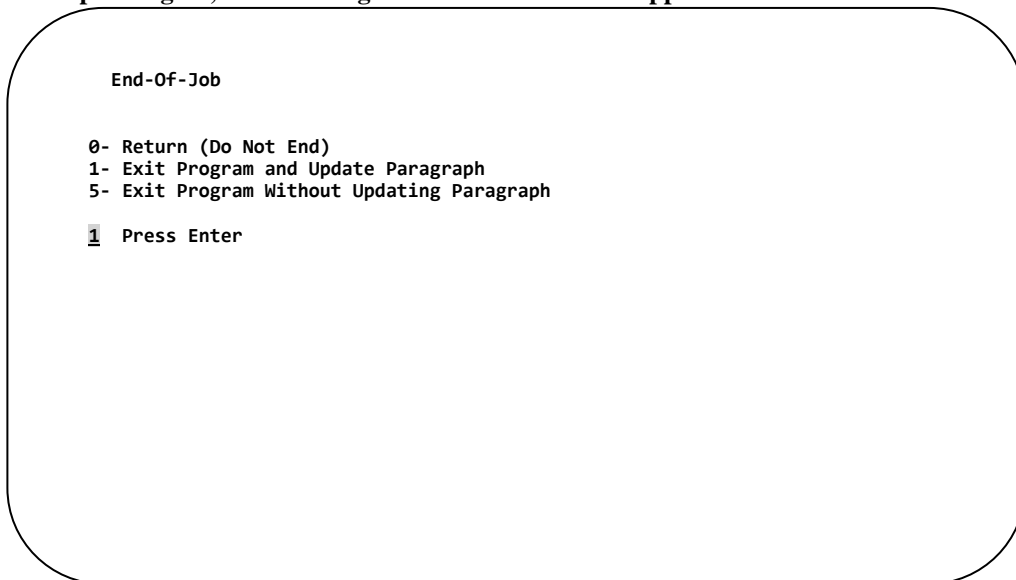 End-Of-Job
0- Return (Do Not End)
1- Exit Program and Update Paragraph
5- Exit Program Without Updating Paragraph
1 Press Enter